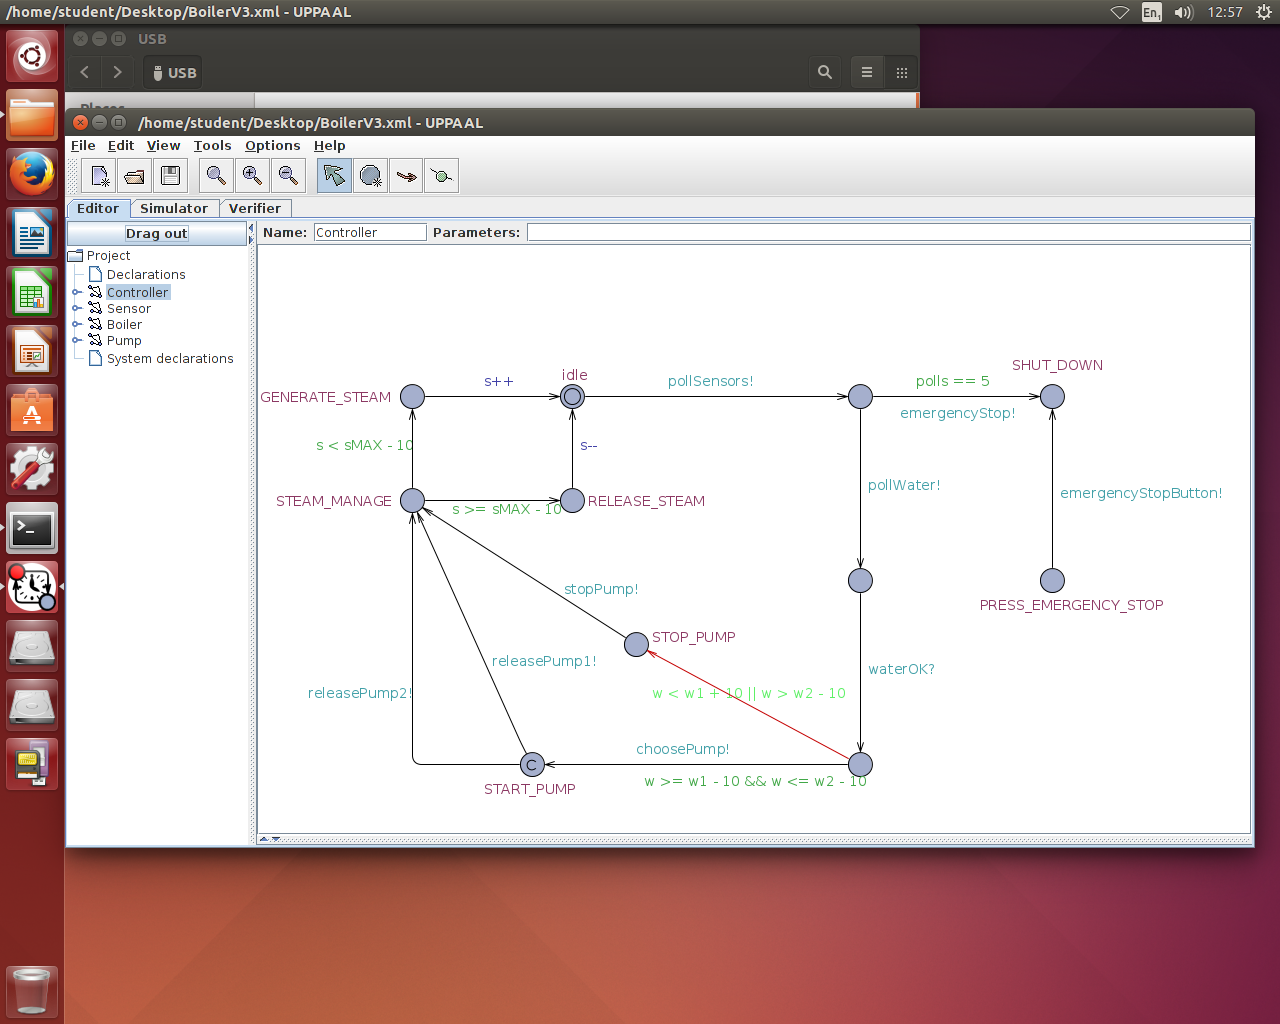 /home/student/Desktop/BoilerV3.xml - UPPAAL
En1
12:57
USB
USB
Places
/home/student/Desktop/BoilerV3.xml - UPPAAL
File Edit View Tools Options Help
Editor Simulator Verifier
Drag out
Name: Controller Parameters:
Project
Declarations
Controller
Sensor
Boiler
Pump
System declarations
SHUT_DOWN
idle
s++
pollSensors!
polls == 5
GENERATE_STEAM
emergencyStop!
s < sMAX - 10
s--
pollWater!
emergencyStopButton!
STEAM_MANAGE
RELEASE_STEAM
s >= sMAX - 10
stopPump!
PRESS_EMERGENCY_STOP
STOP_PUMP
releasePump1!
waterOK?
releasePump2!
w < w1 + 10 || w > w2 - 10
choosePump!
C
w >= w1 - 10 && w <= w2 - 10
START_PUMP